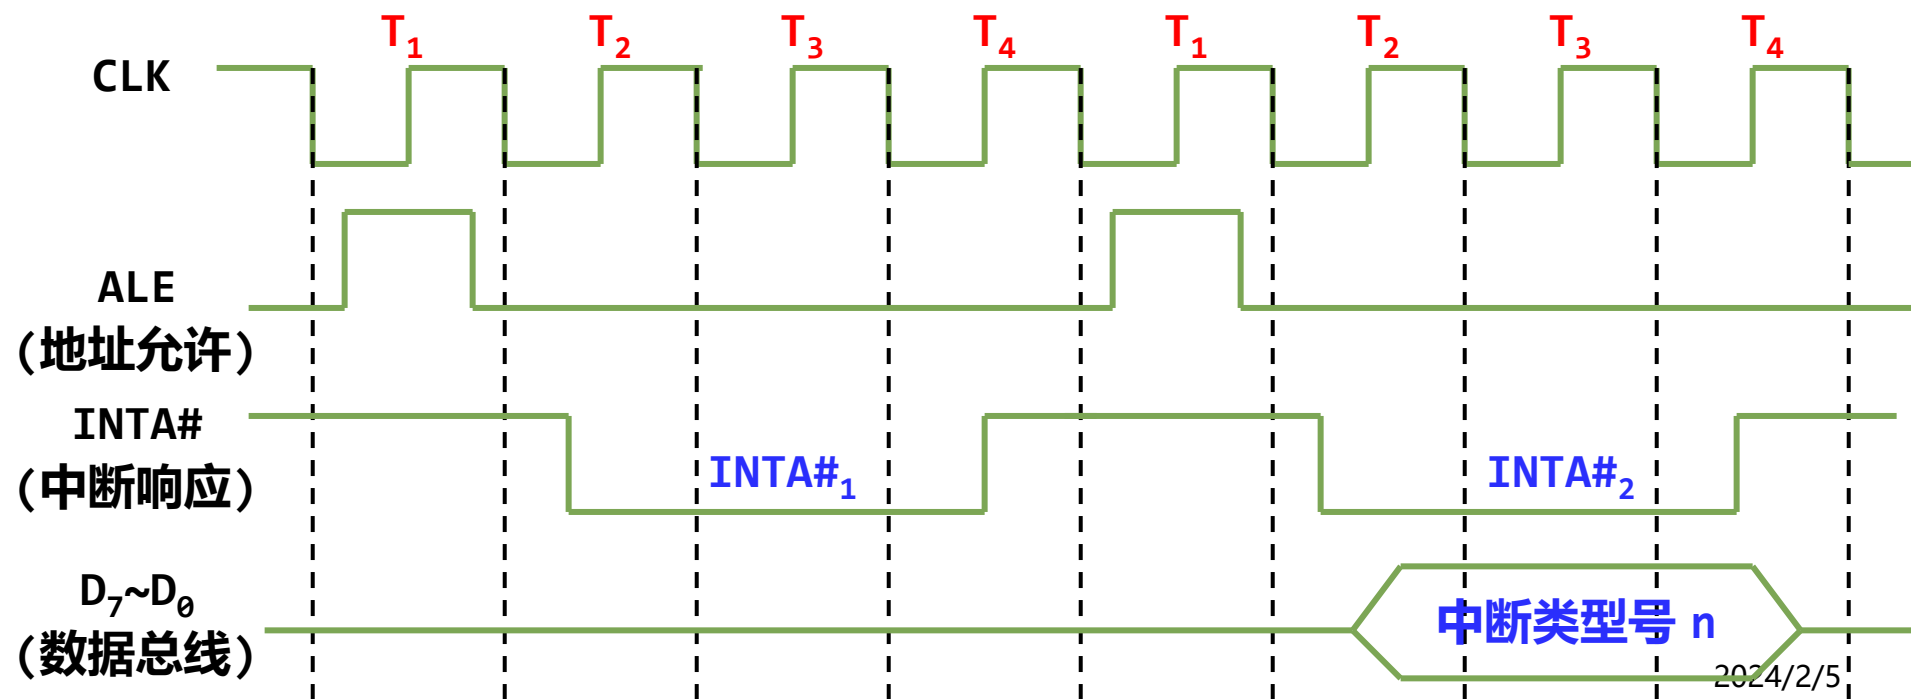 T1 T2 T3 T4 T1 T2 T3 T4
CLK
ALE
(地址允许)
INTA#
(中断响应)
INTA#1 INTA#2
D7~D0
(数据总线)
中断类型号 n
2024/2/5